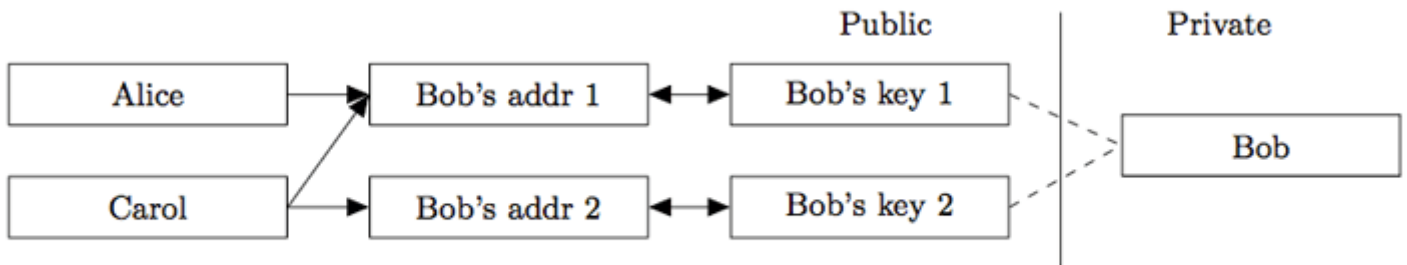 Public
Private
Alice
Bob's addr 1
Bob's key 1
Bob
Carol
Bob's addr 2
Bob's key 2